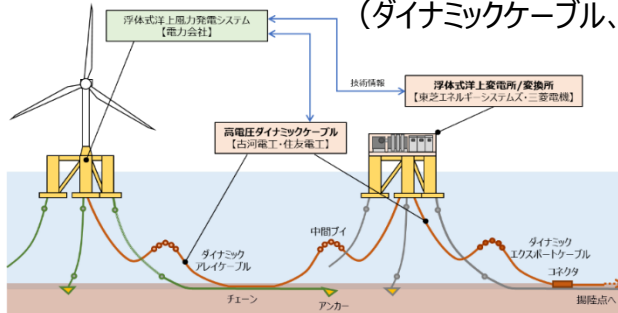 （ダイナミックケーブル、
浮体式洋上風力発電システム
【電力会社】
技術情報
浮体式洋上変電所/変換所
【東芝エネルギーシステムズ・三菱電機】
高電圧ダイナミックケーブル
【古河電工・住友電工】
中間ブイ
ダイナミック
アレイケーブル
ダイナミック
エクスポートケーブル
コネクタ
チェーン
アンカー
揚陸点へ